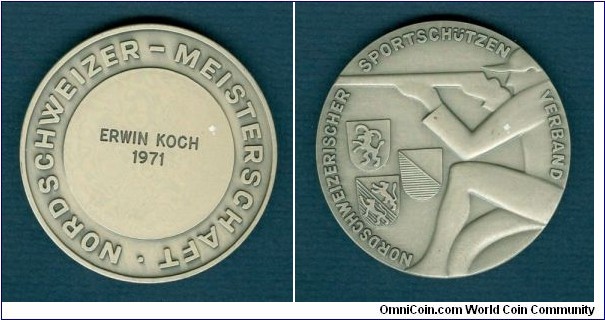 NORDSCHWEIZER – MEISTERSCHAFT ·
ERWIN KOCH
1971
NORDSCHWEIZERISCHER SPORTSCHÜTZEN VERBAND
OmniCoin.com World Coin Community